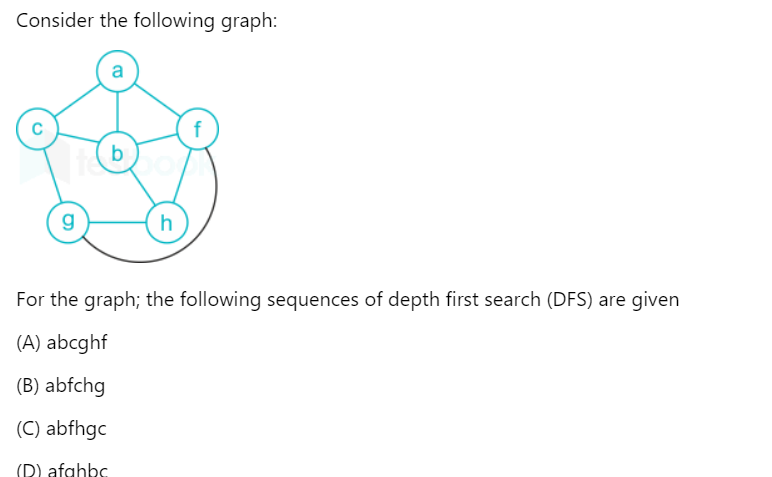 Consider the following graph:
a
c
f
b
g
h
For the graph; the following sequences of depth first search (DFS) are given
(A) abcghf
(B) abfchg
(C) abfhgc
(D) afghbc